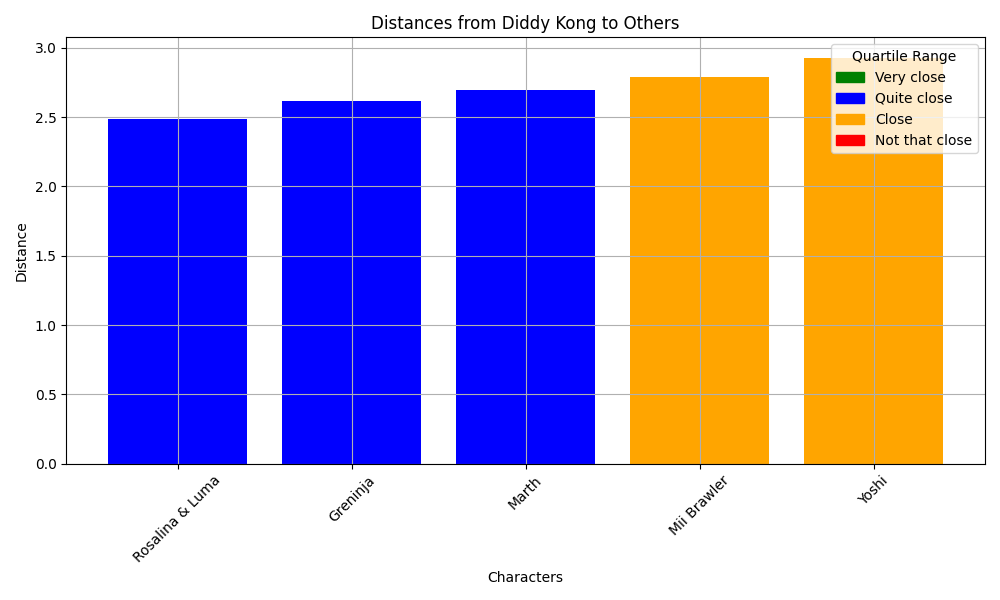 Distances from Diddy Kong to Others
Distance
3.0
2.5
2.0
1.5
1.0
0.5
0.0
Quartile Range
Very close
Quite close
Close
Not that close
Rosalina & Luma
Greninja
Marth
Mii Brawler
Yoshi
Characters